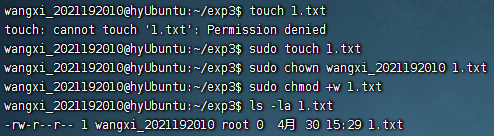 wangxi_2021192010@hyUbuntu:~/exp3$ touch 1.txt
touch: cannot touch '1.txt': Permission denied
wangxi_2021192010@hyUbuntu:~/exp3$ sudo touch 1.txt
wangxi_2021192010@hyUbuntu:~/exp3$ sudo chown wangxi_2021192010 1.txt
wangxi_2021192010@hyUbuntu:~/exp3$ sudo chmod +w 1.txt
wangxi_2021192010@hyUbuntu:~/exp3$ ls -la 1.txt
-rw-r--r-- 1 wangxi_2021192010 root 0  4月  30 15:29 1.txt